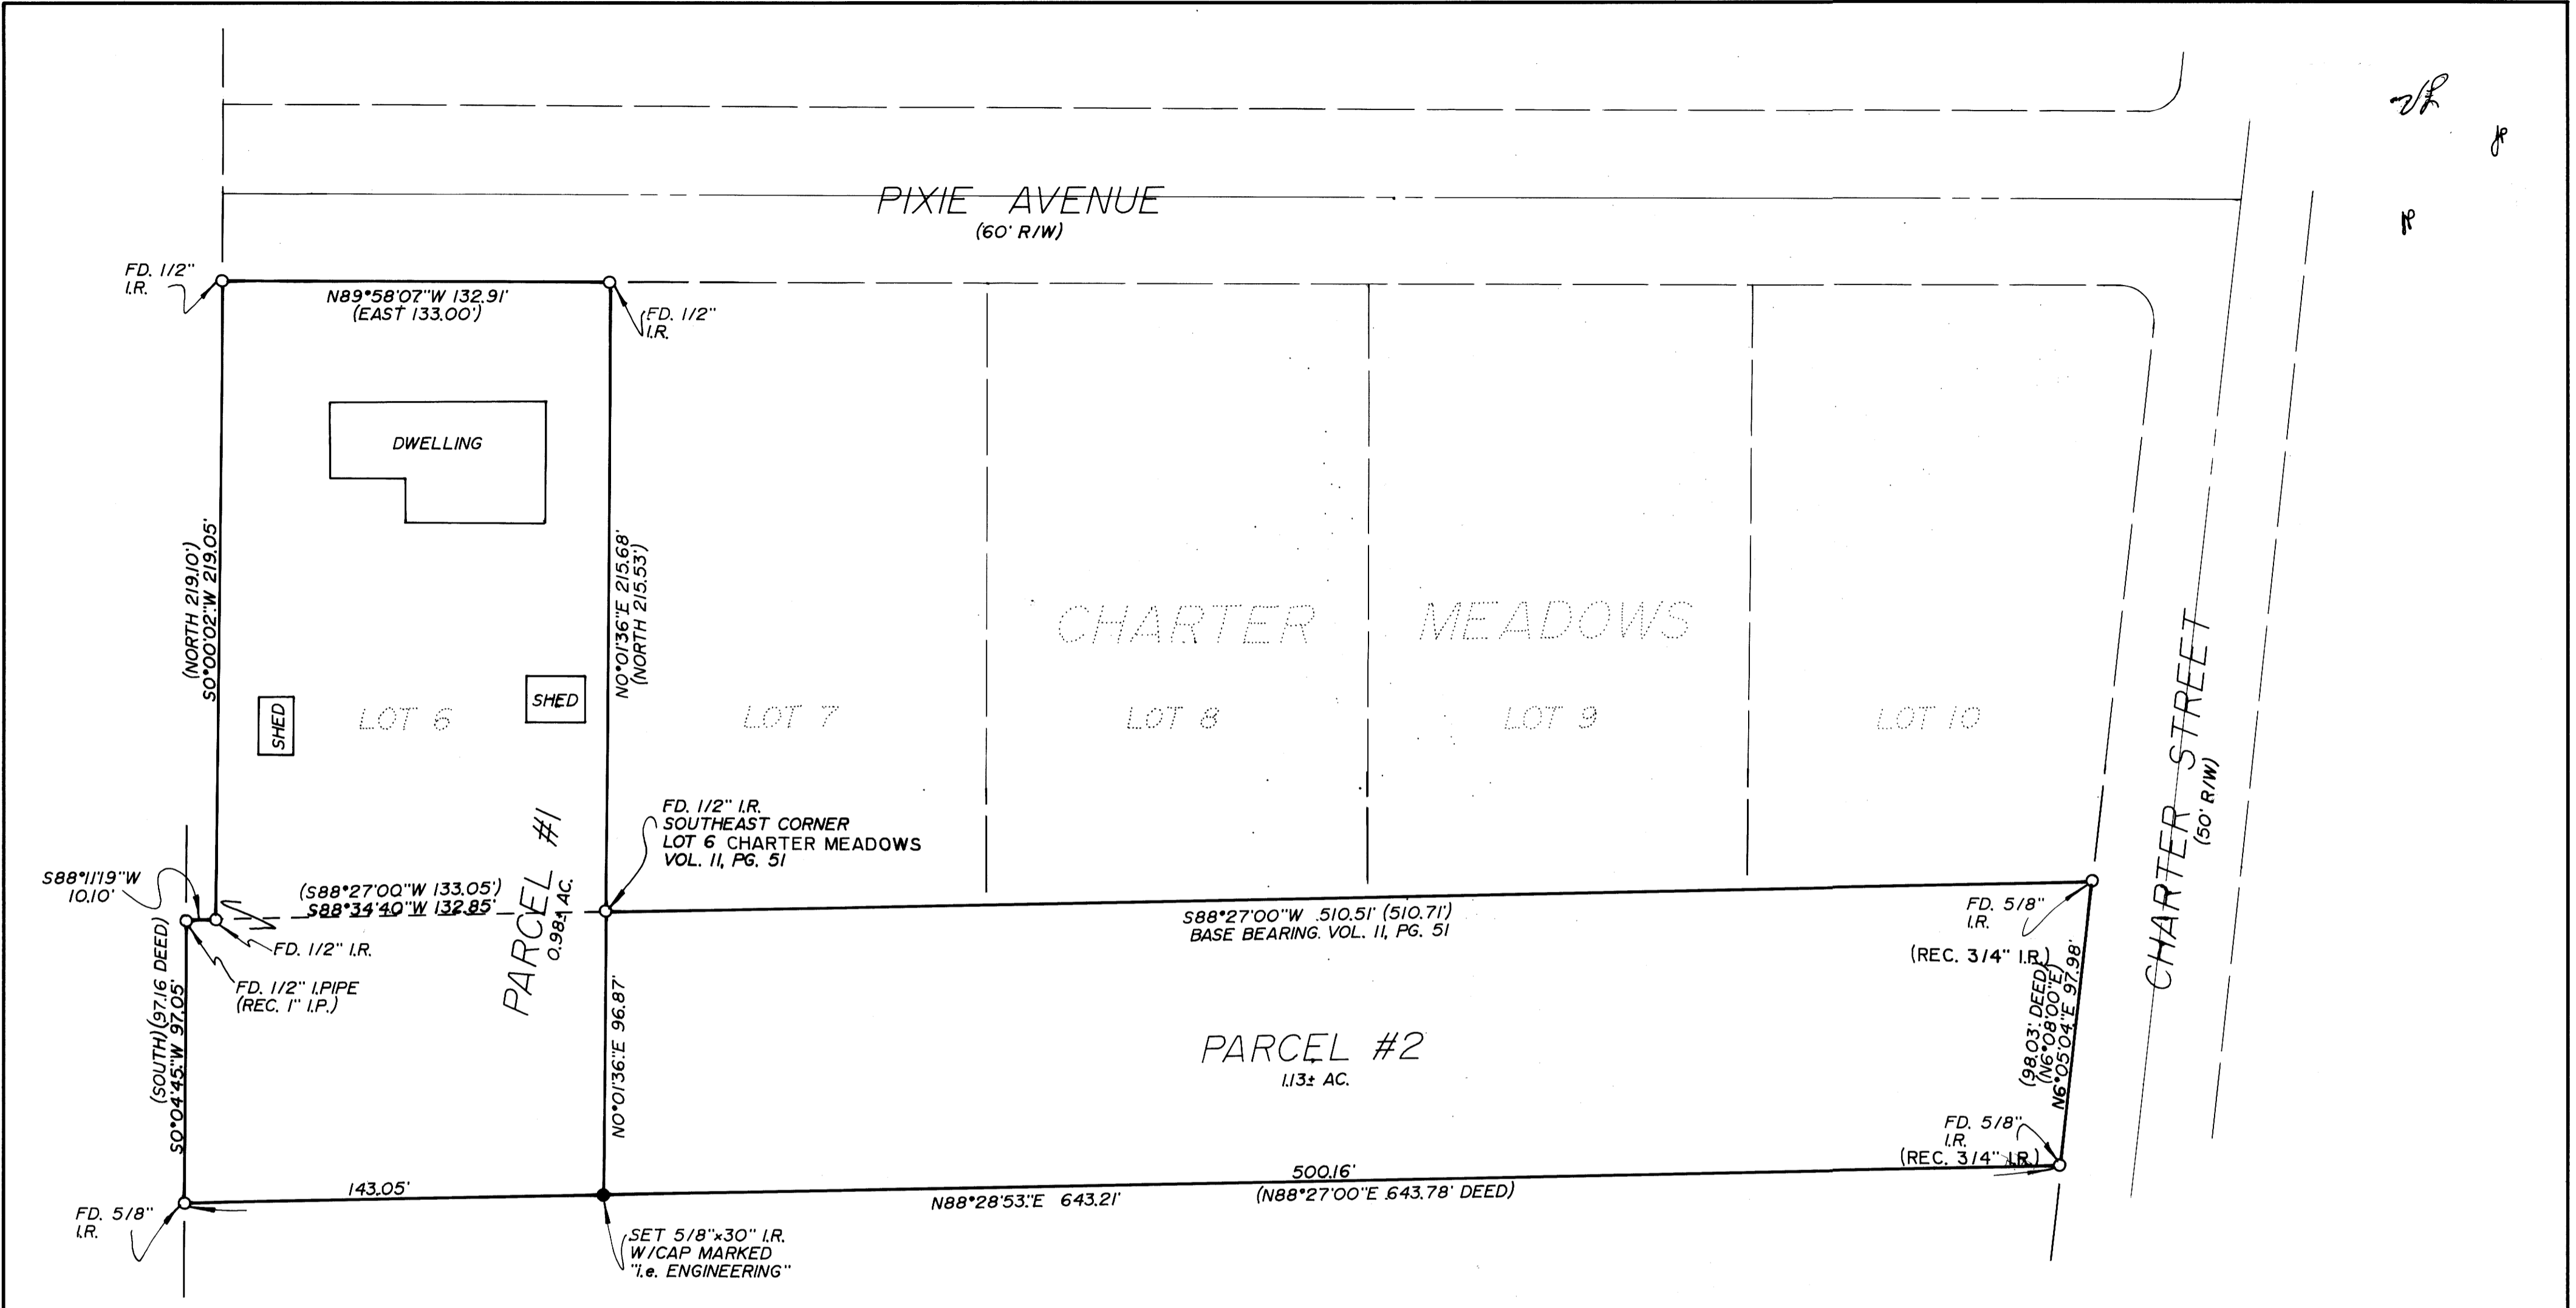 PIXIE AVENUE
(60' R/W)
FD. 1/2"
I.R.
N89°58'07"W 132.91'
(EAST 133.00')
FD. 1/2"
I.R.
DWELLING
(NORTH 219.10')
S0°00'02"W 219.05'
N0°01'36"E 215.68'
(NORTH 215.53')
CHARTER MEADOWS
SHED
SHED
LOT 6
LOT 7
LOT 8
LOT 9
LOT 10
CHARTER STREET
(50' R/W)
FD. 1/2" I.R.
SOUTHEAST CORNER
LOT 6 CHARTER MEADOWS
VOL. 11, PG. 51
PARCEL #1
0.98± AC.
S88°11'19"W
10.10'
(S88°27'00"W 133.05')
S88°34'40"W 132.85'
FD. 1/2" I.R.
FD. 1/2" I.PIPE
(REC. 1" I.P.)
(SOUTH)(97.16 DEED)
S0°04'45"W 97.05'
S88°27'00"W 510.51' (510.71')
BASE BEARING. VOL. 11, PG. 51
FD. 5/8"
I.R.
(REC. 3/4" I.R.)
(98.03' DEED)
(N6°08'00"E)
N6°05'04"E 97.98'
N0°01'36"E 96.87'
PARCEL #2
1.13± AC.
FD. 5/8"
I.R.
(REC. 3/4" I.R.)
143.05'
500.16'
N88°28'53"E 643.21'
(N88°27'00"E 643.78' DEED)
FD. 5/8"
I.R.
SET 5/8"x30" I.R.
W/CAP MARKED
"i.e. ENGINEERING"